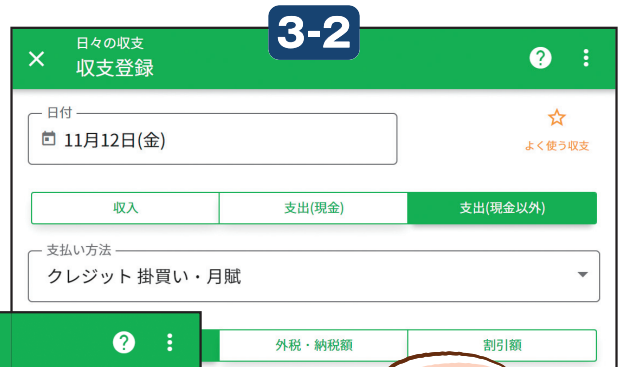 3-2
日々の収支
収支登録
日付
11月12日(金)
よく使う収支
収入
支出(現金)
支出(現金以外)
支払い方法
クレジット 掛買い・月賦
外税・納税額
割引額